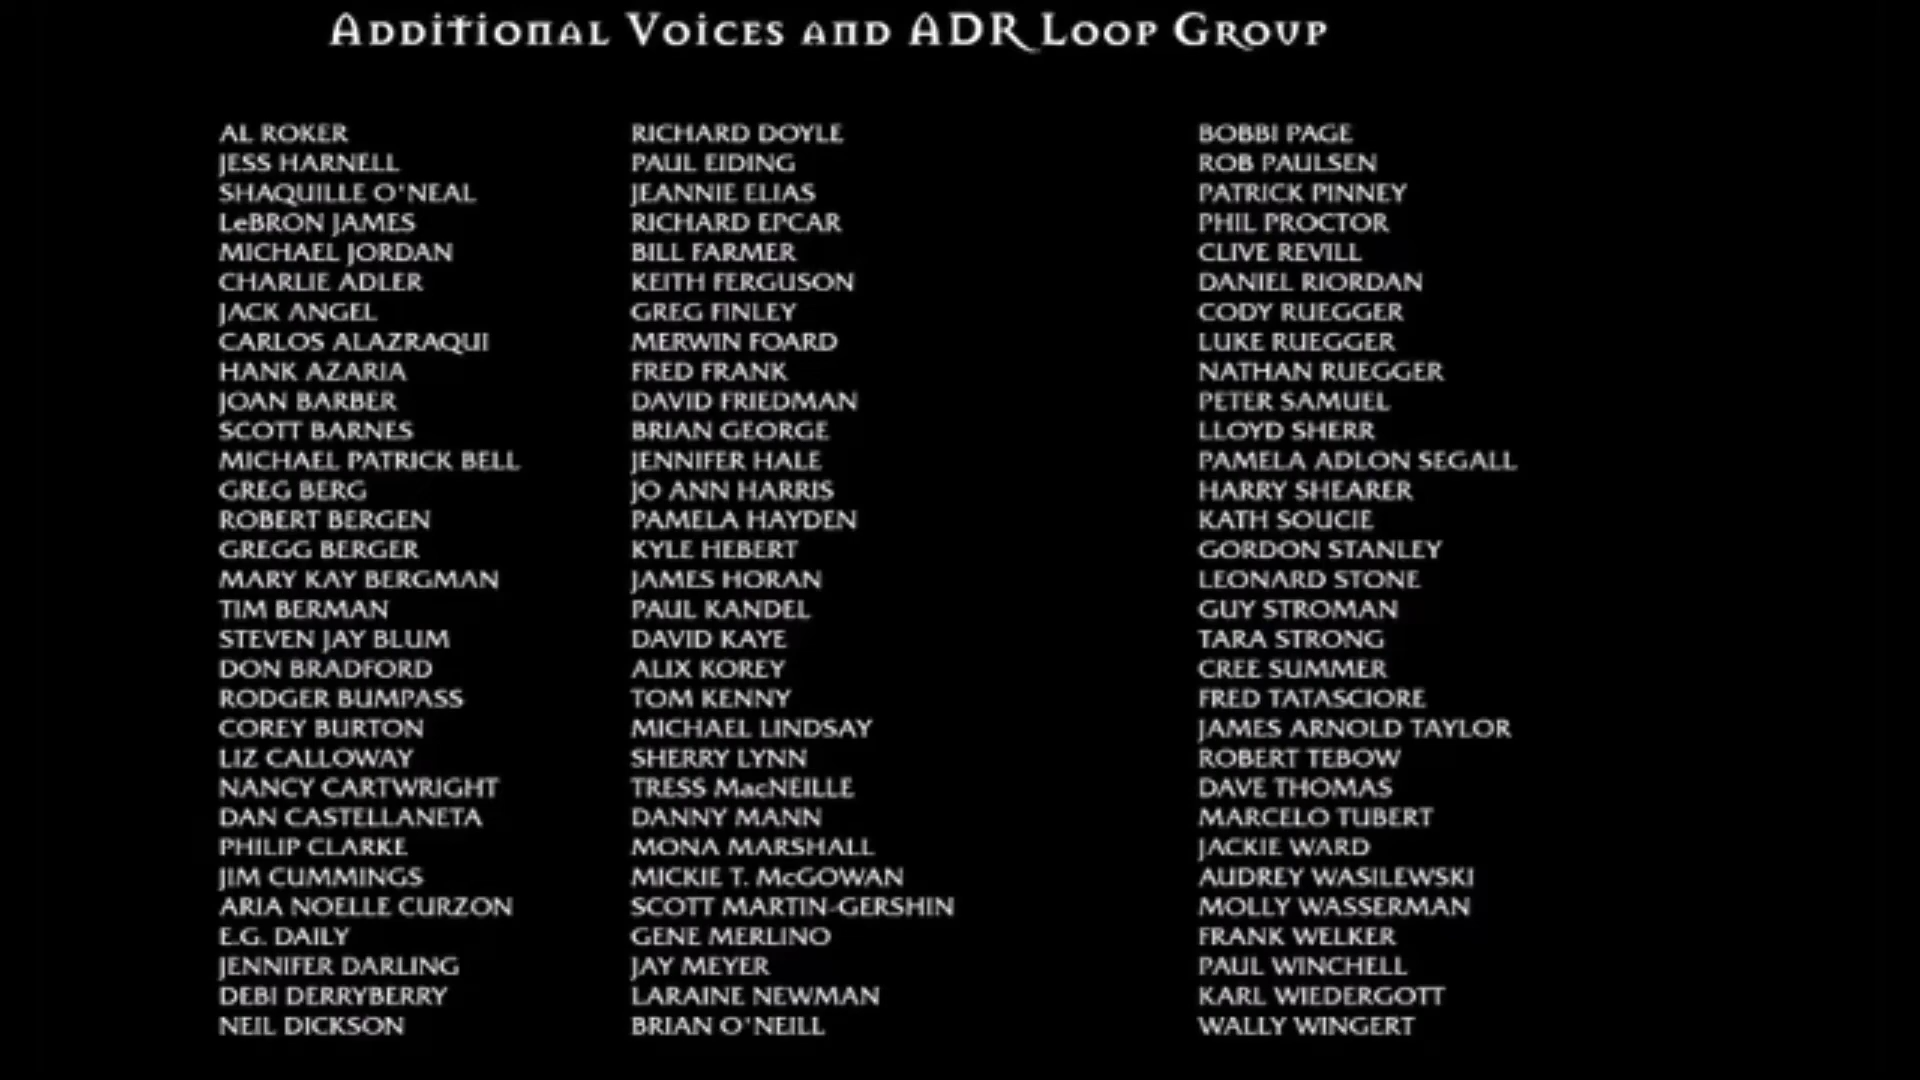 Additional Voices and ADR Loop Group
AL ROKER
JESS HARNELL
SHAQUILLE O'NEAL
LeBRON JAMES
MICHAEL JORDAN
CHARLIE ADLER
JACK ANGEL
CARLOS ALAZRAQUI
HANK AZARIA
JOAN BARBER
SCOTT BARNES
MICHAEL PATRICK BELL
GREG BERG
ROBERT BERGEN
GREGG BERGER
MARY KAY BERGMAN
TIM BERMAN
STEVEN JAY BLUM
DON BRADFORD
RODGER BUMPASS
COREY BURTON
LIZ CALLOWAY
NANCY CARTWRIGHT
DAN CASTELLANETA
PHILIP CLARKE
JIM CUMMINGS
ARIA NOELLE CURZON
E.G. DAILY
JENNIFER DARLING
DEBI DERRYBERRY
NEIL DICKSON
RICHARD DOYLE
PAUL EIDING
JEANNIE ELIAS
RICHARD EPCAR
BILL FARMER
KEITH FERGUSON
GREG FINLEY
MERWIN FOARD
FRED FRANK
DAVID FRIEDMAN
BRIAN GEORGE
JENNIFER HALE
JO ANN HARRIS
PAMELA HAYDEN
KYLE HEBERT
JAMES HORAN
PAUL KANDEL
DAVID KAYE
ALIX KOREY
TOM KENNY
MICHAEL LINDSAY
SHERRY LYNN
TRESS MacNEILLE
DANNY MANN
MONA MARSHALL
MICKIE T. McGOWAN
SCOTT MARTIN-GERSHIN
GENE MERLINO
JAY MEYER
LARAINE NEWMAN
BRIAN O'NEILL
BOBBI PAGE
ROB PAULSEN
PATRICK PINNEY
PHIL PROCTOR
CLIVE REVILL
DANIEL RIORDAN
CODY RUEGGER
LUKE RUEGGER
NATHAN RUEGGER
PETER SAMUEL
LLOYD SHERR
PAMELA ADLON SEGALL
HARRY SHEARER
KATH SOUCIE
GORDON STANLEY
LEONARD STONE
GUY STROMAN
TARA STRONG
CREE SUMMER
FRED TATASCIORE
JAMES ARNOLD TAYLOR
ROBERT TEBOW
DAVE THOMAS
MARCELO TUBERT
JACKIE WARD
AUDREY WASILEWSKI
MOLLY WASSERMAN
FRANK WELKER
PAUL WINCHELL
KARL WIEDERGOTT
WALLY WINGERT